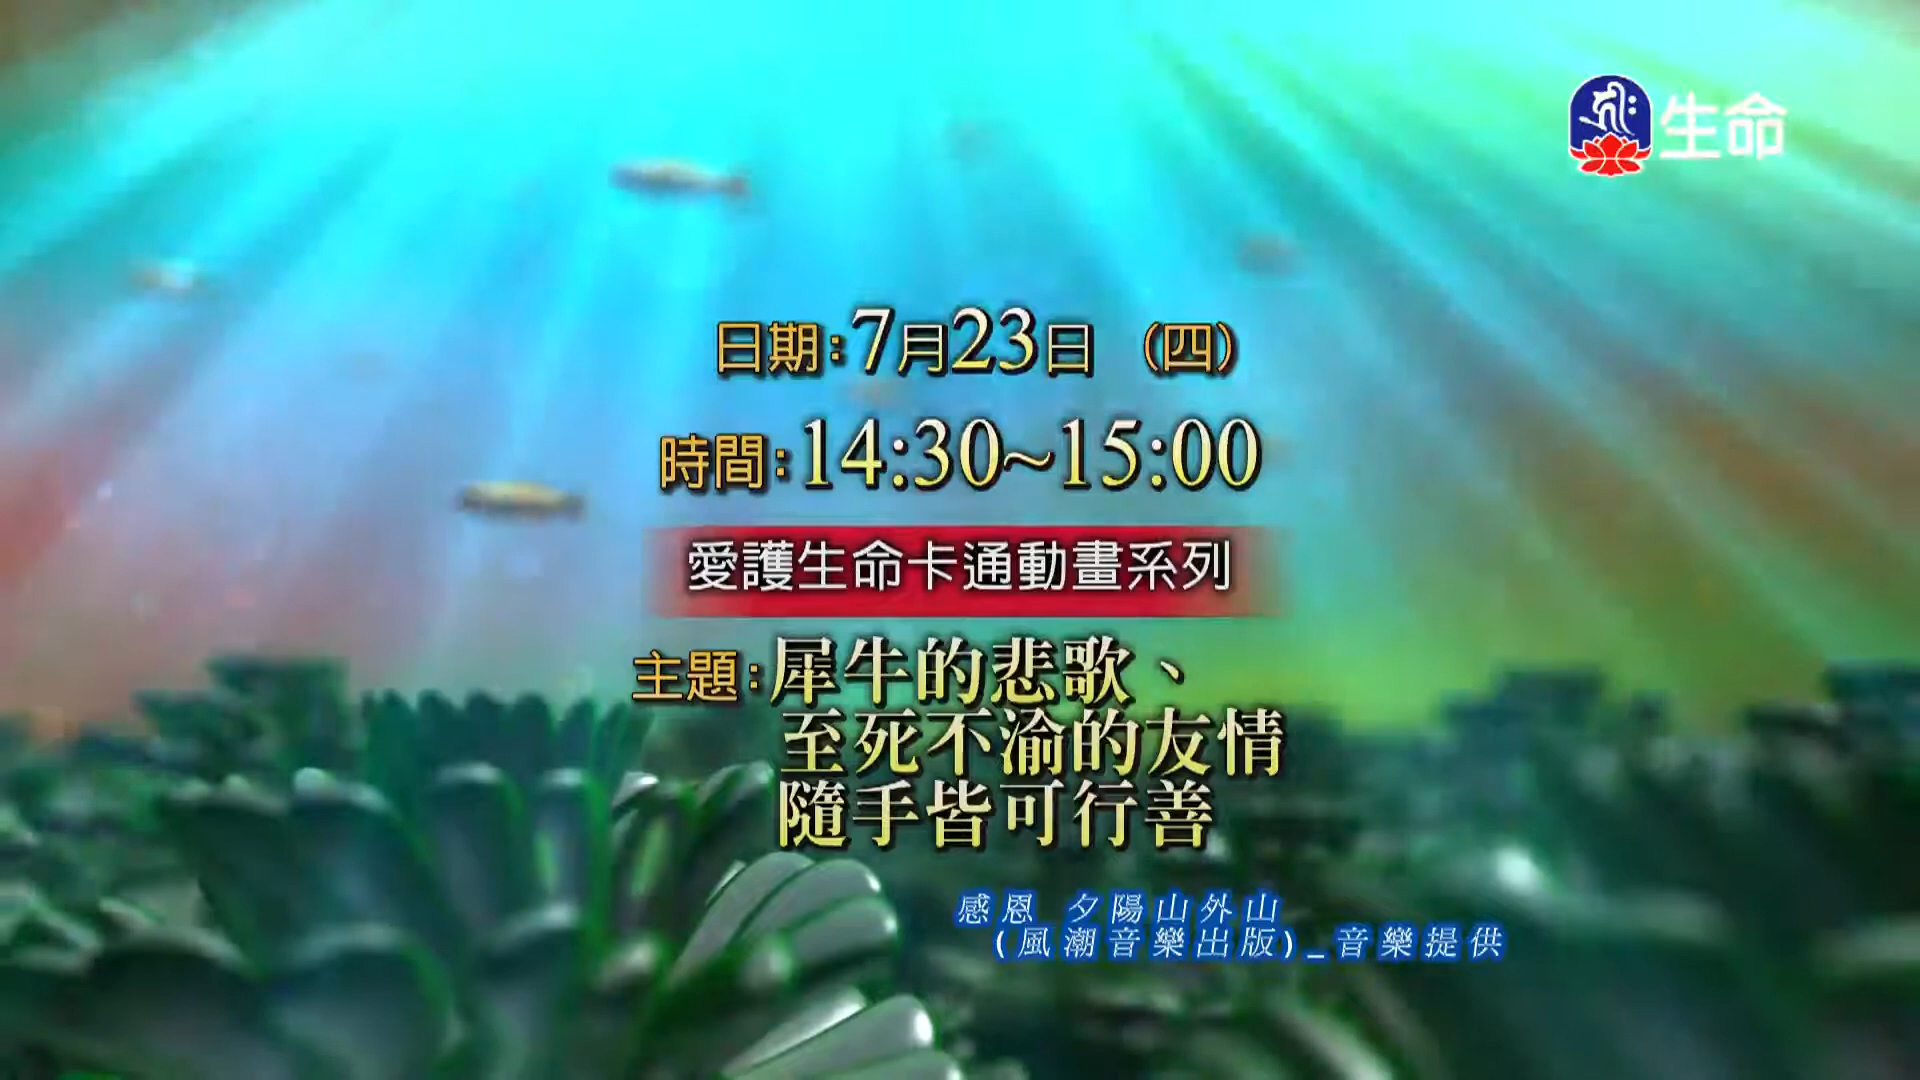 生命
日期:7月23日 (四)
時間:14:30~15:00
愛護生命卡通動畫系列
主題:犀牛的悲歌、
至死不渝的友情
隨手皆可行善
感恩 夕陽山外山
(風潮音樂出版)_音樂提供